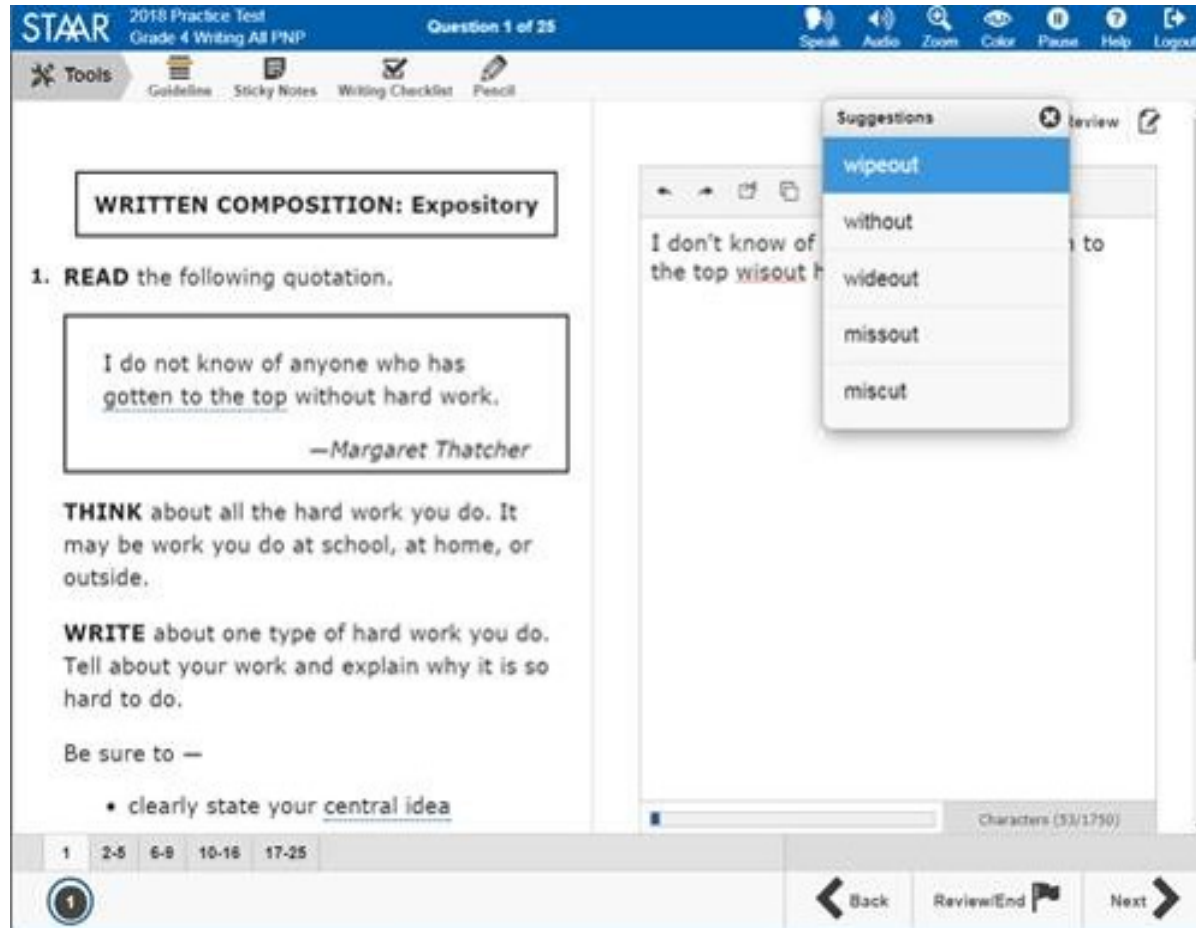 STAAR
2018 Practice Test
Grade 4 Writing All PNP
Question 1 of 25
Speak Audio Zoom Color Pause Help Logout
Tools
Guideline Sticky Notes Writing Checklist Pencil
WRITTEN COMPOSITION: Expository
1. READ the following quotation.
I do not know of anyone who has
gotten to the top without hard work.
—Margaret Thatcher
THINK about all the hard work you do. It
may be work you do at school, at home, or
outside.
WRITE about one type of hard work you do.
Tell about your work and explain why it is so
hard to do.
Be sure to —
• clearly state your central idea
Suggestions
wipeout
without
wideout
missout
miscut
I don't know of to
the top wisout
Characters (53/1750)
1 2-5 6-9 10-16 17-25
1
Back Review/End Next